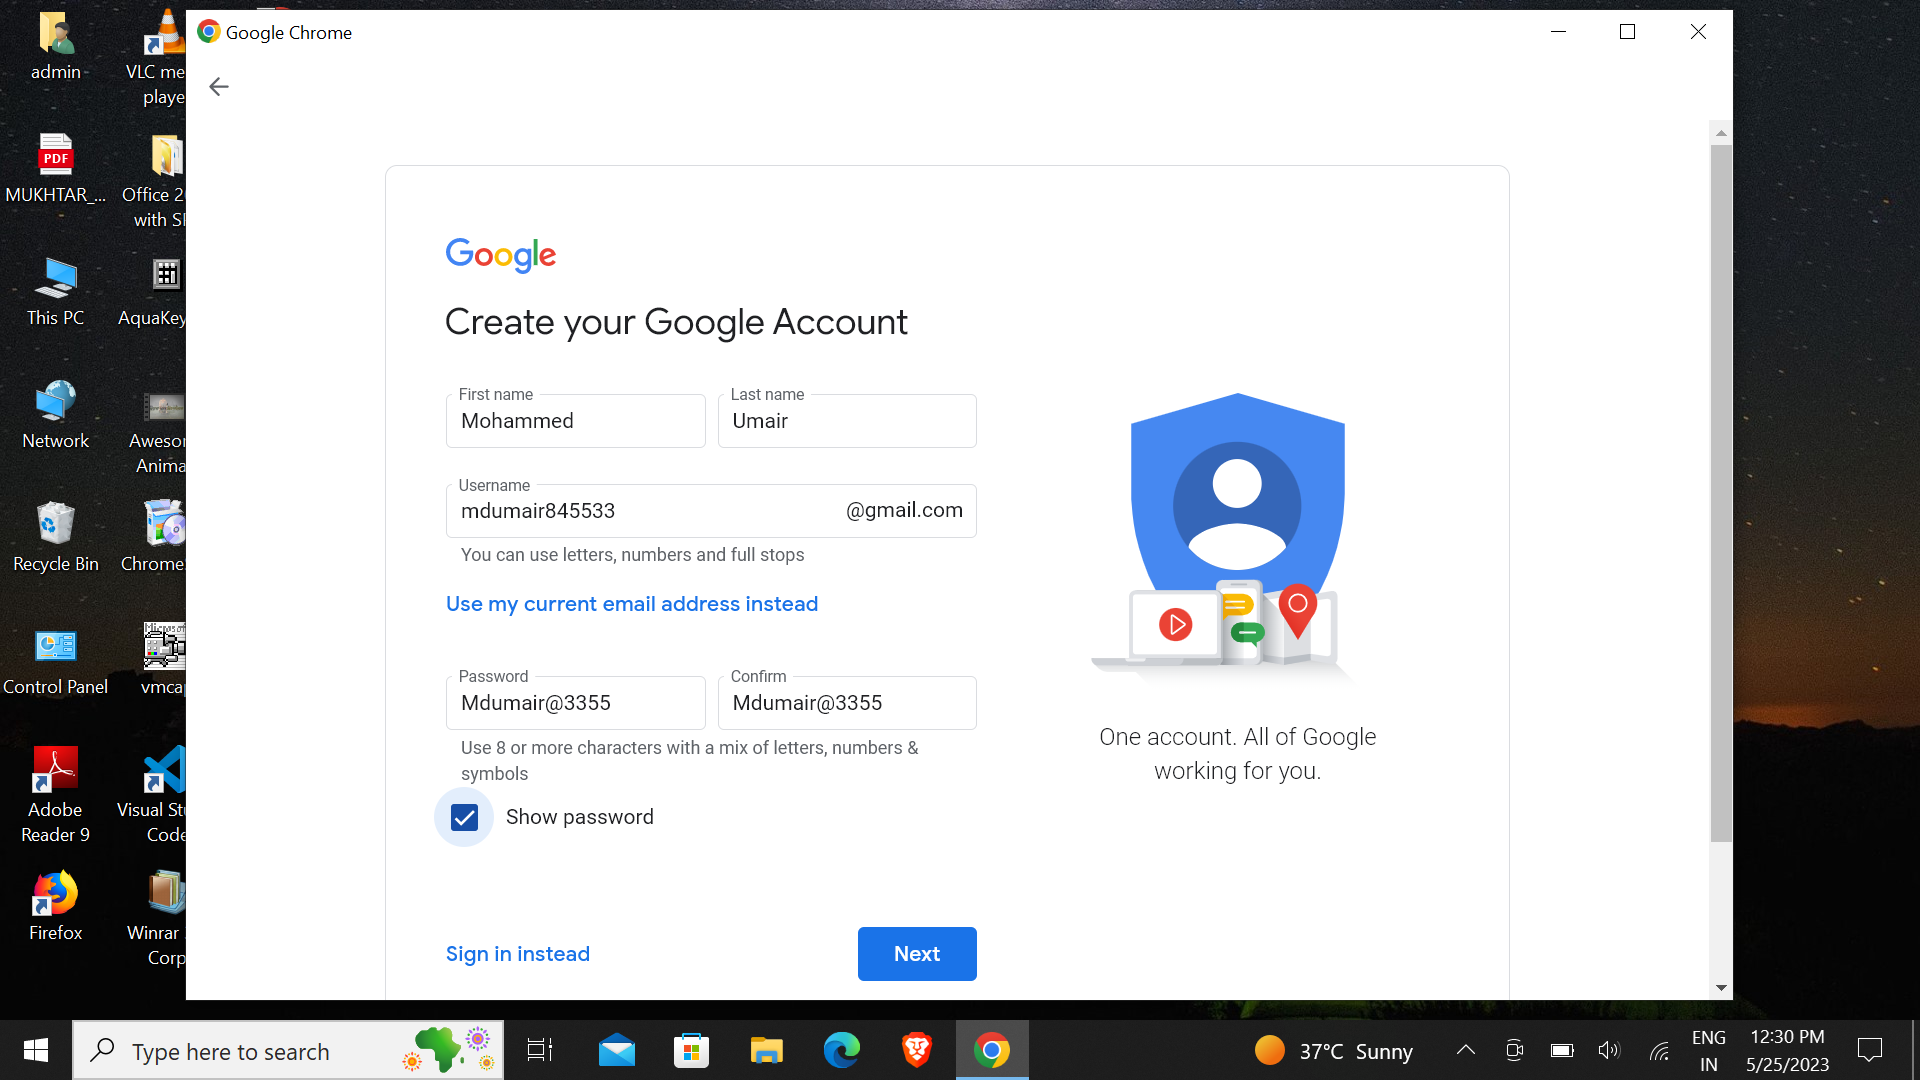 Google Chrome
admin
VLC me
playe
PDF
MUKHTAR_...
Office 2
with S
This PC
AquaKey
Network
Aweso
Anima
Recycle Bin
Chrome
Control Panel
Microsof
vmca
Adobe
Reader 9
Visual St
Code
Firefox
Winrar
Corp
Google
Create your Google Account
First name
Mohammed
Last name
Umair
Username
mdumair845533
@gmail.com
You can use letters, numbers and full stops
Use my current email address instead
Password
Mdumair@3355
Confirm
Mdumair@3355
Use 8 or more characters with a mix of letters, numbers &
symbols
Show password
Sign in instead
Next
One account. All of Google
working for you.
Type here to search
37°C Sunny
ENG
IN
12:30 PM
5/25/2023